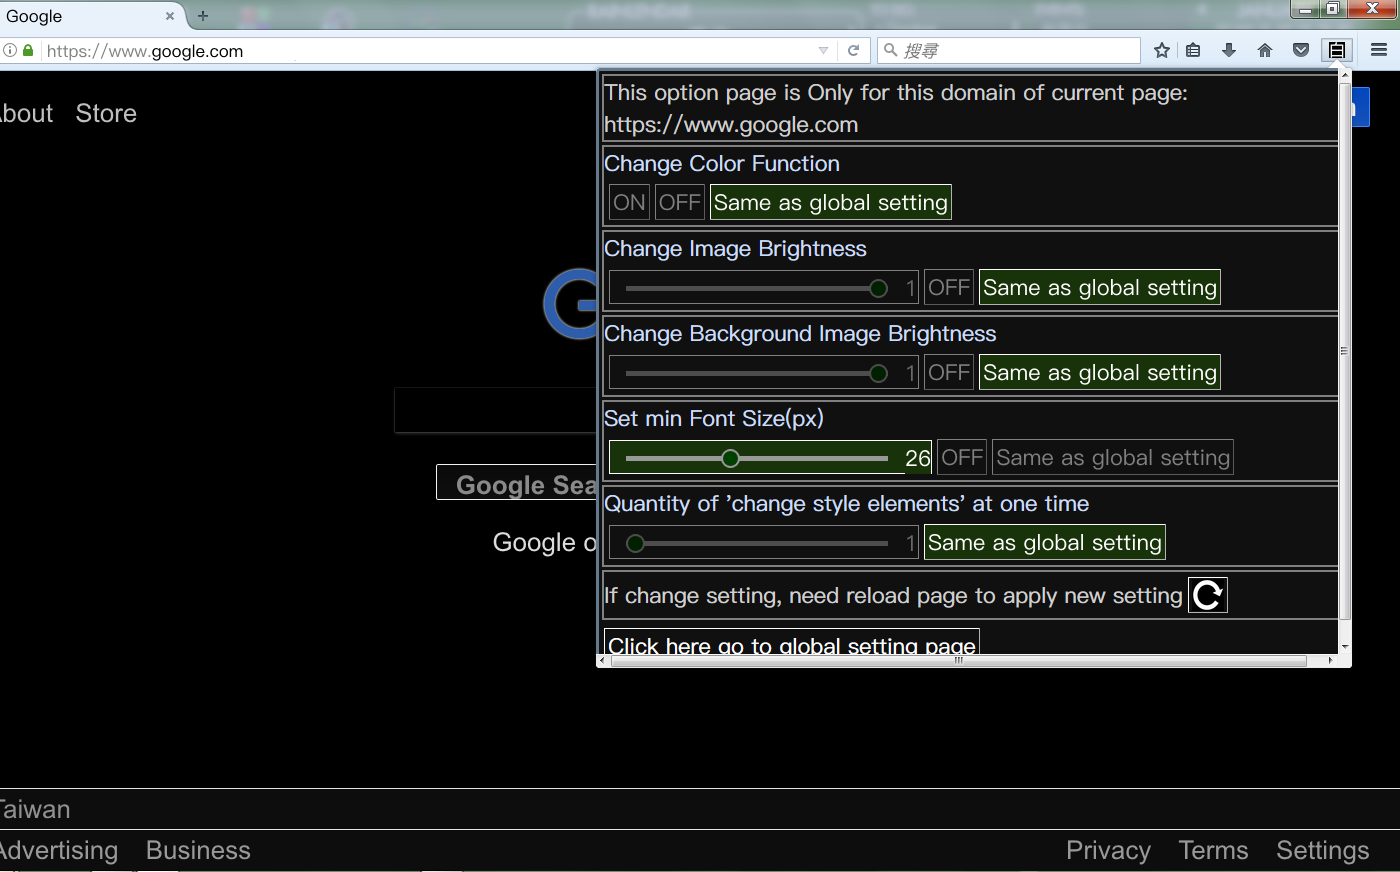 Google
https://www.google.com
搜尋
About Store
This option page is Only for this domain of current page:
https://www.google.com
Change Color Function
ON OFF Same as global setting
Change Image Brightness
1 OFF Same as global setting
Change Background Image Brightness
1 OFF Same as global setting
Set min Font Size(px)
26 OFF Same as global setting
Quantity of 'change style elements' at one time
1 Same as global setting
If change setting, need reload page to apply new setting
Click here go to global setting page
G
Google Sea
Google o
Taiwan
Advertising Business
Privacy Terms Settings